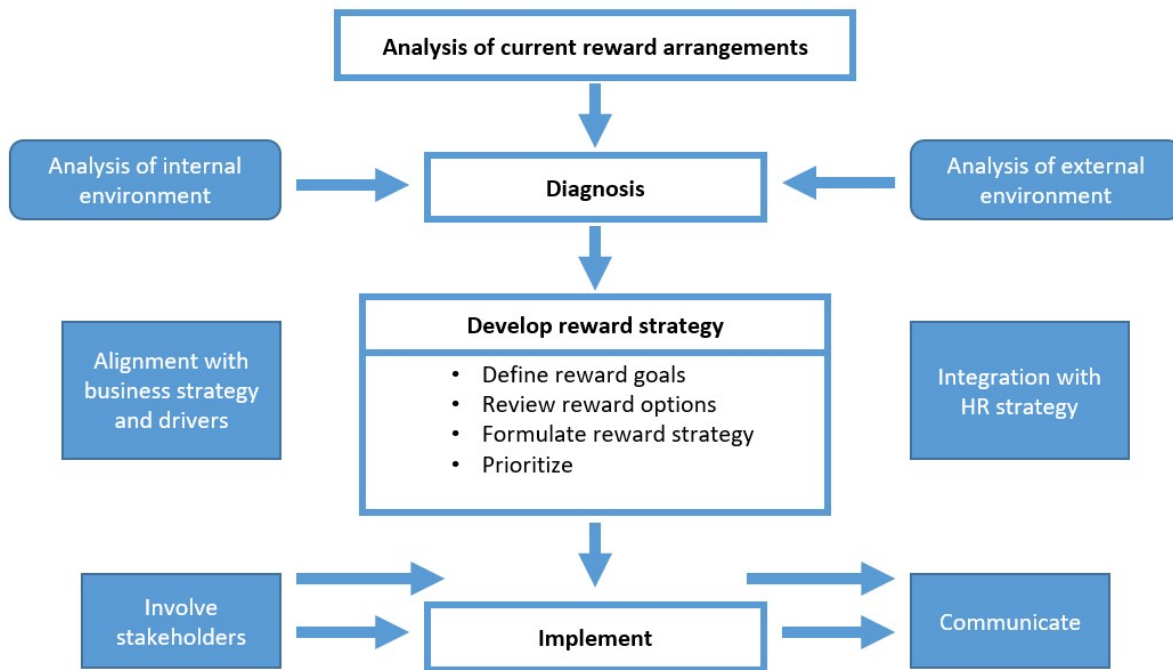 Analysis of current reward arrangements
Analysis of internal
environment
Diagnosis
Analysis of external
environment
Develop reward strategy
Alignment with
business strategy
and drivers
• Define reward goals
• Review reward options
• Formulate reward strategy
• Prioritize
Integration with
HR strategy
Involve
stakeholders
Implement
Communicate